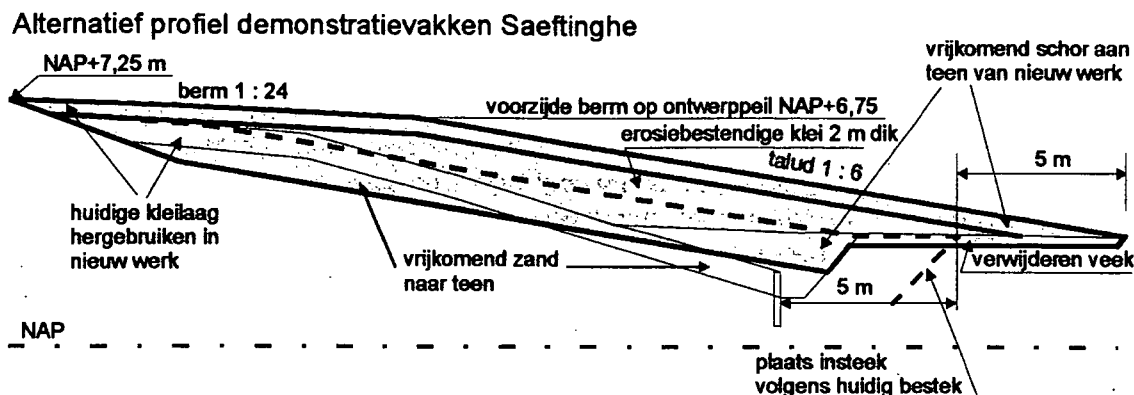 Alternatief profiel demonstratievakken Saeftinghe
NAP+7,25 m
berm 1 : 24
vrijkomend schor aan
teen van nieuw werk
voorzijde berm op ontwerppeil NAP+6,75
erosiebestendige klei 2 m dik
talud 1 : 6
5 m
huidige kleilaag
hergebruiken in
nieuw werk
vrijkomend zand
naar teen
verwijderen veek
5 m
NAP
plaats insteek
volgens huidig bestek